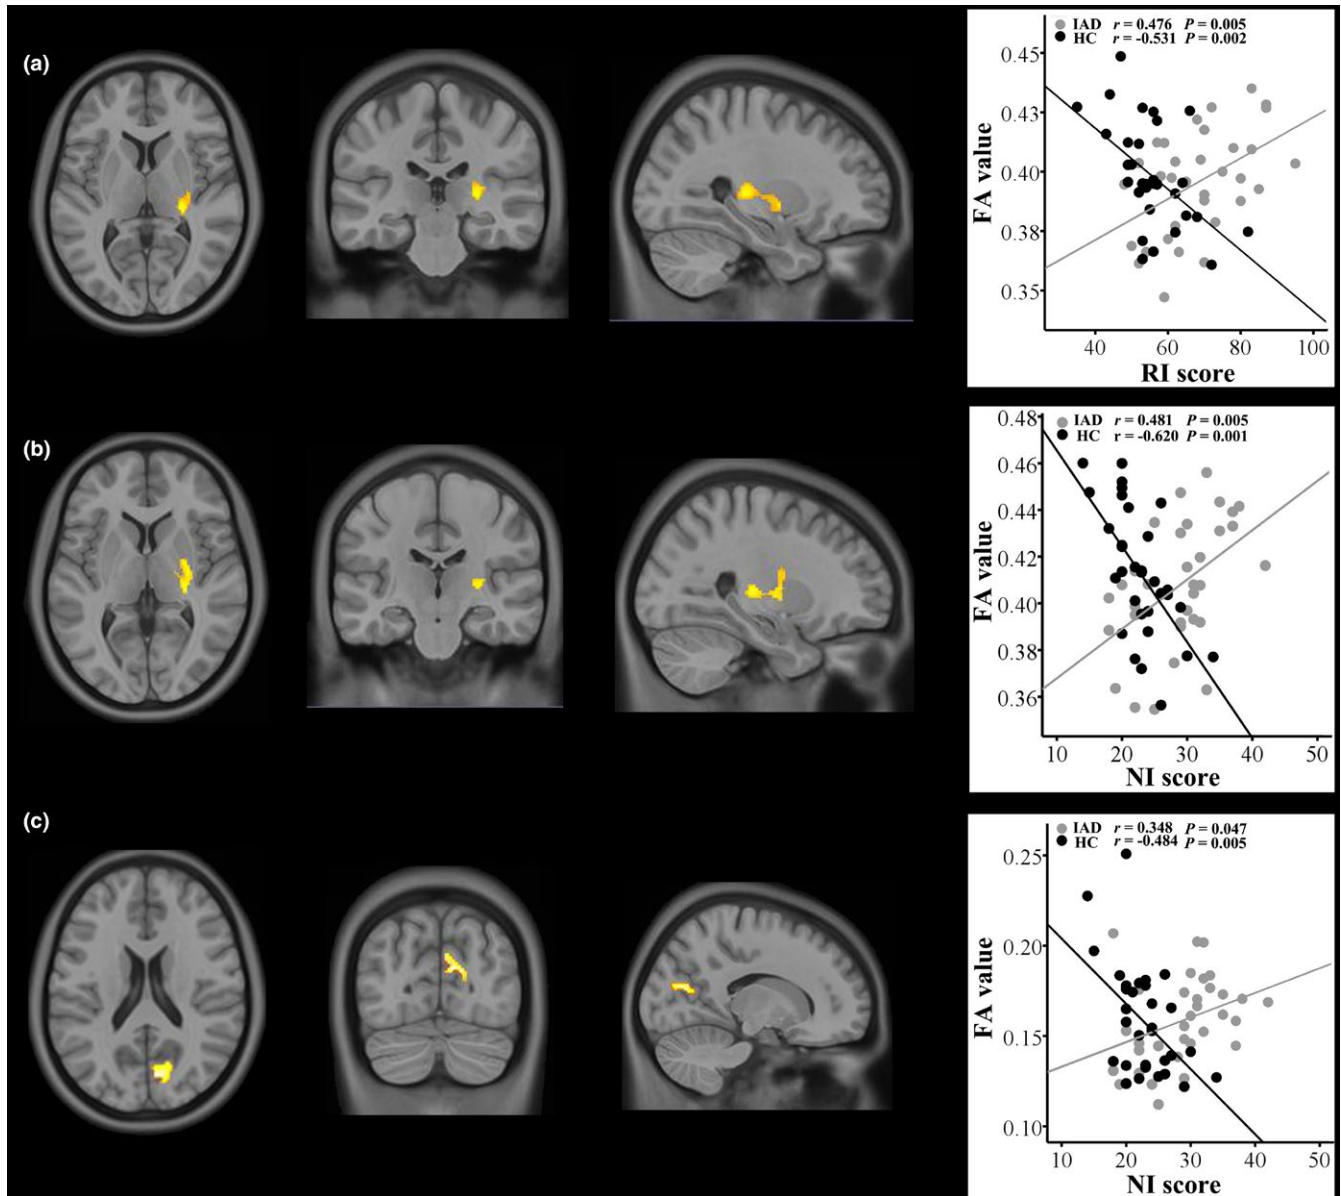 (a)
IAD r = 0.476 P = 0.005
HC r = -0.531 P = 0.002
0.45
0.43
0.40
0.38
0.35
FA value
40 60 80 100
RI score
(b)
0.48
IAD r = 0.481 P = 0.005
HC r = -0.620 P = 0.001
0.46
0.44
0.42
0.40
0.38
0.36
FA value
10 20 30 40 50
NI score
(c)
IAD r = 0.348 P = 0.047
HC r = -0.484 P = 0.005
0.25
0.20
0.15
0.10
FA value
10 20 30 40 50
NI score